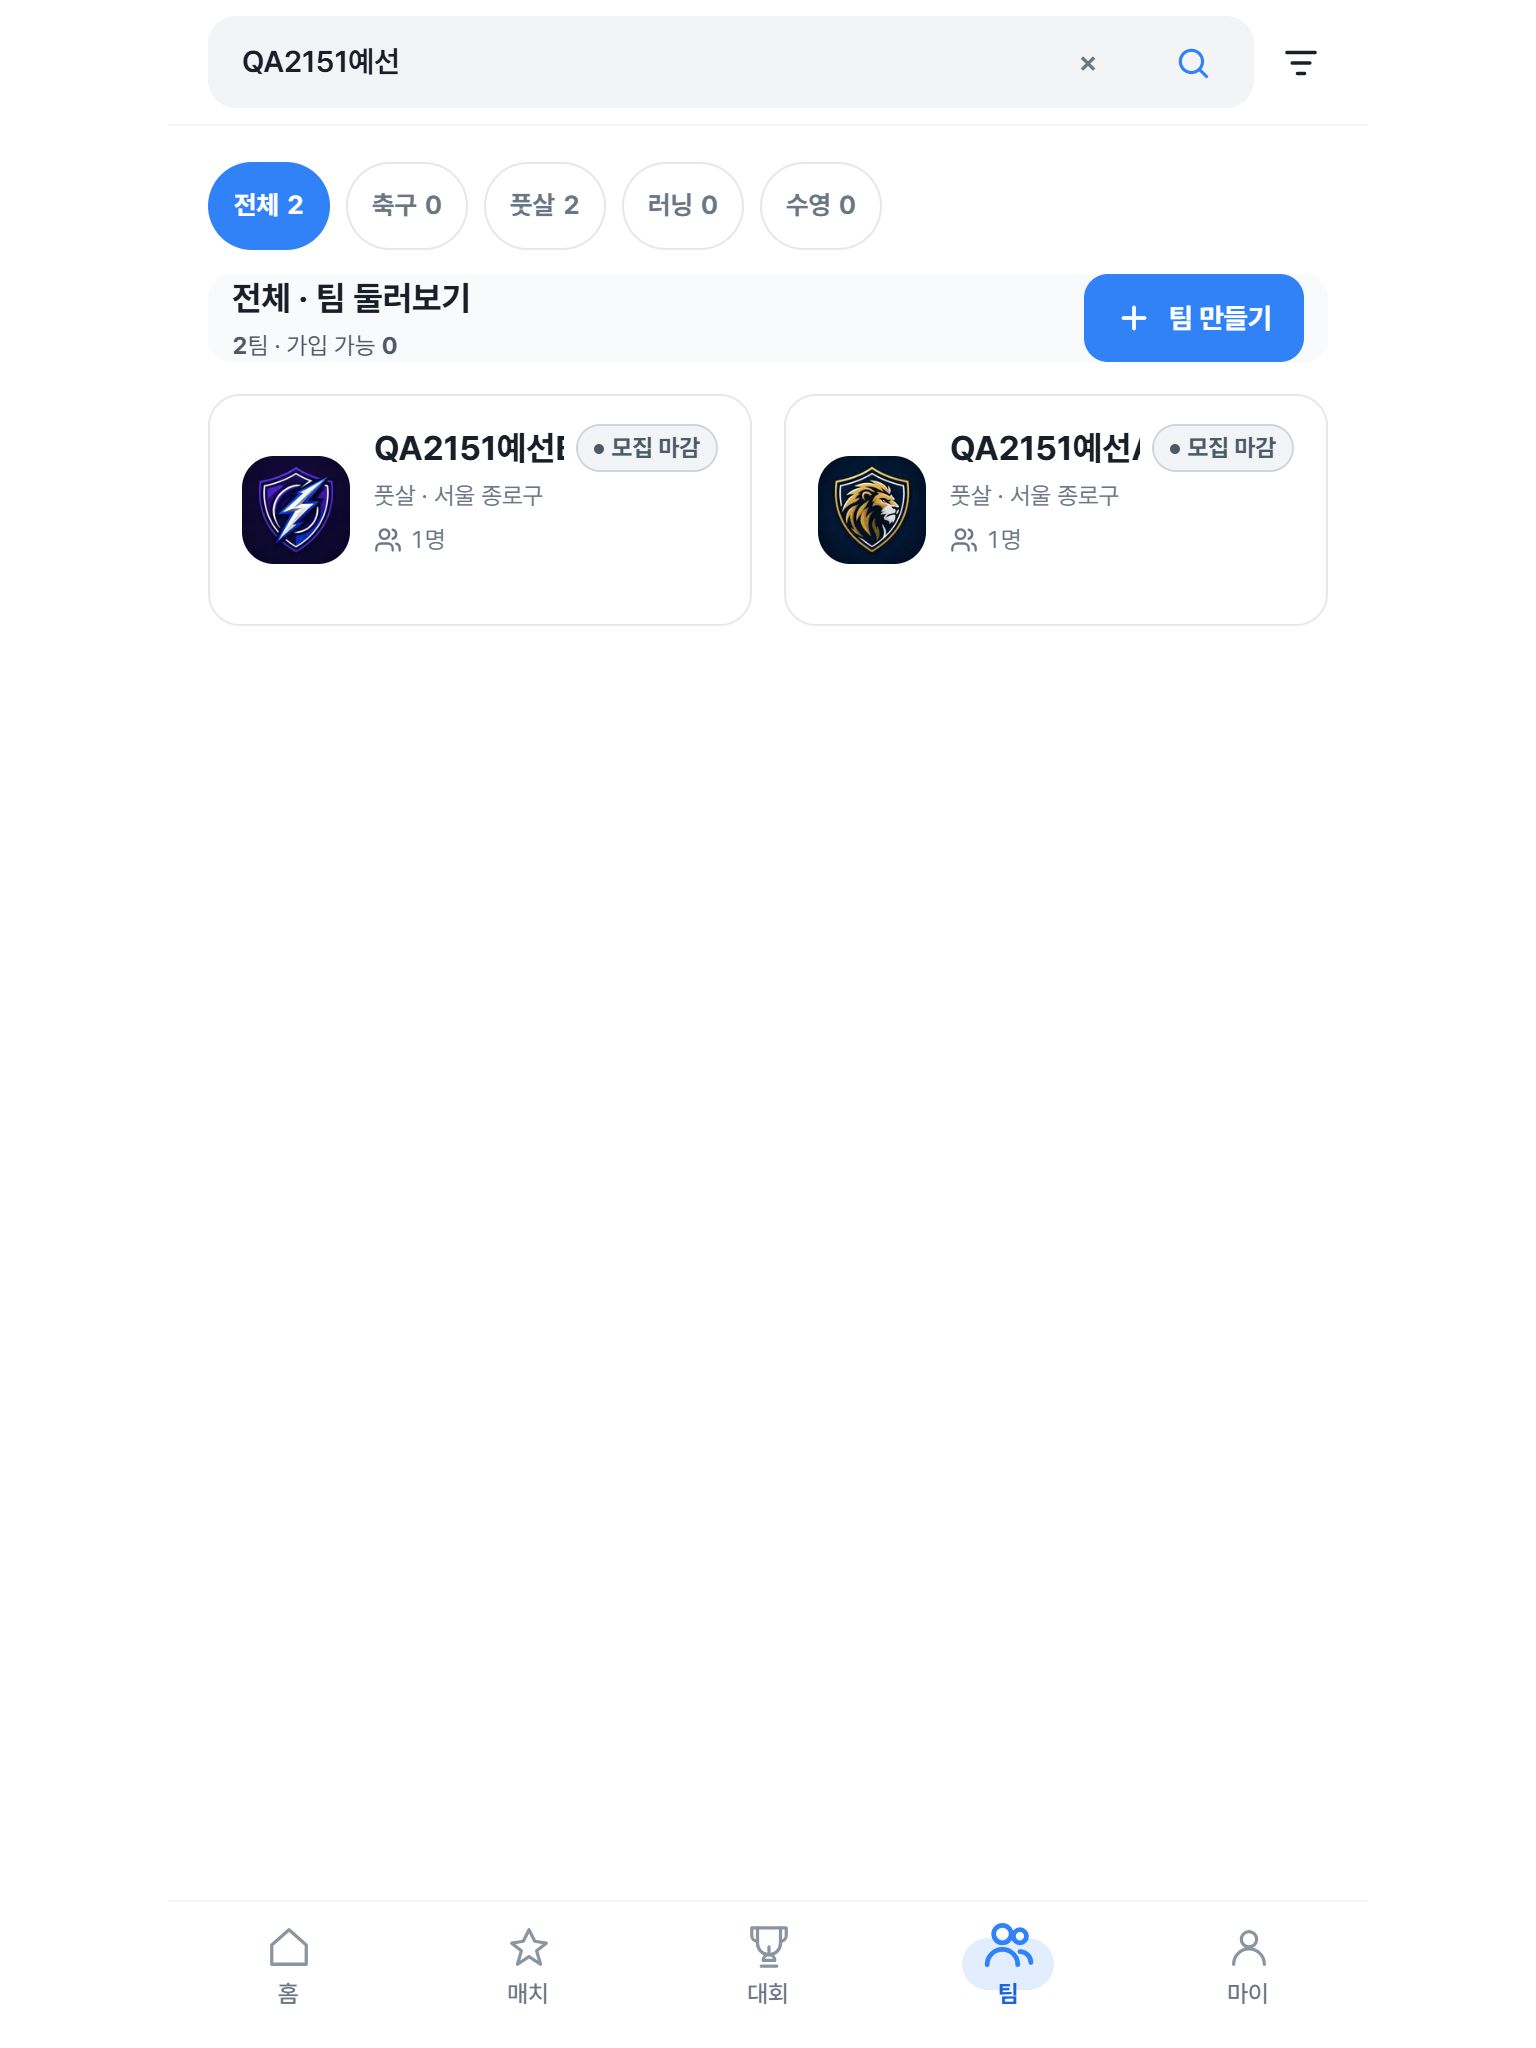 QA2151예선
전체 2
축구 0
풋살 2
러닝 0
수영 0
전체 · 팀 둘러보기
2팀 · 가입 가능 0
팀 만들기
QA2151예선
모집 마감
풋살 · 서울 종로구
1명
QA2151예선
모집 마감
풋살 · 서울 종로구
1명
홈
매치
대회
팀
마이